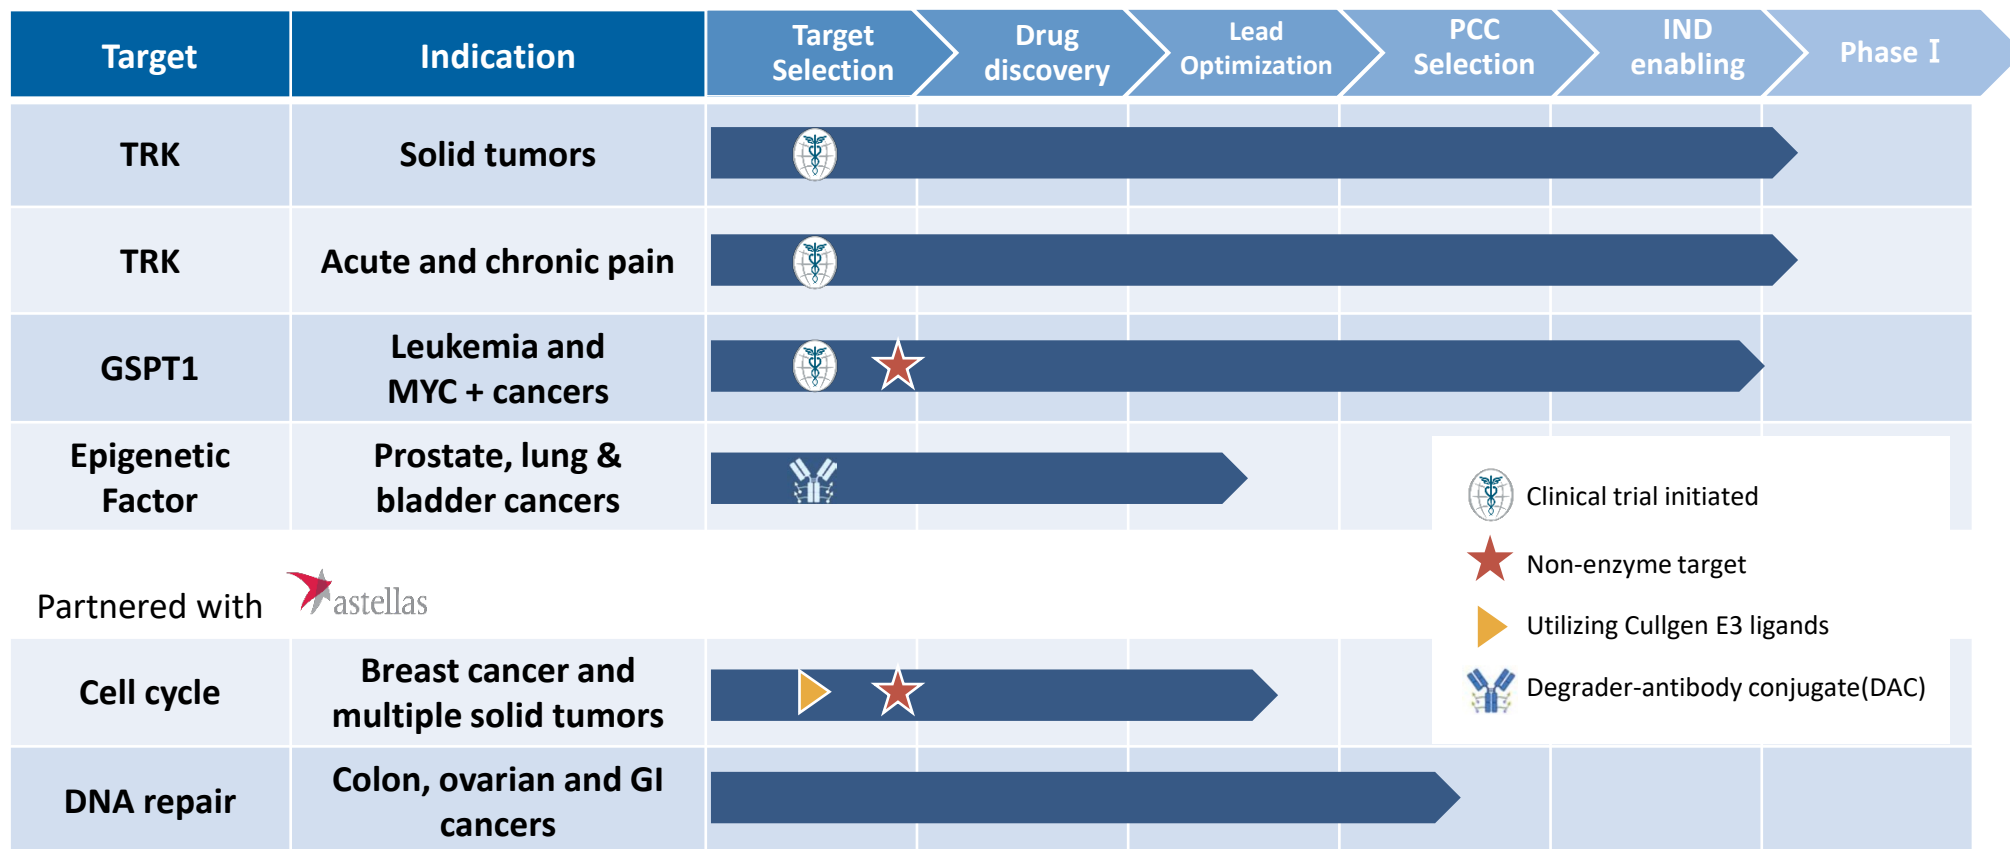 Target
Indication
Target
Selection
Drug
discovery
Lead
Optimization
PCC
Selection
IND
enabling
Phase Ⅰ
TRK
Solid tumors
TRK
Acute and chronic pain
GSPT1
Leukemia and
MYC + cancers
Epigenetic
Factor
Prostate, lung &
bladder cancers
Clinical trial initiated
Non-enzyme target
Utilizing Cullgen E3 ligands
Degrader-antibody conjugate(DAC)
Partnered with
astellas
Cell cycle
Breast cancer and
multiple solid tumors
DNA repair
Colon, ovarian and GI
cancers